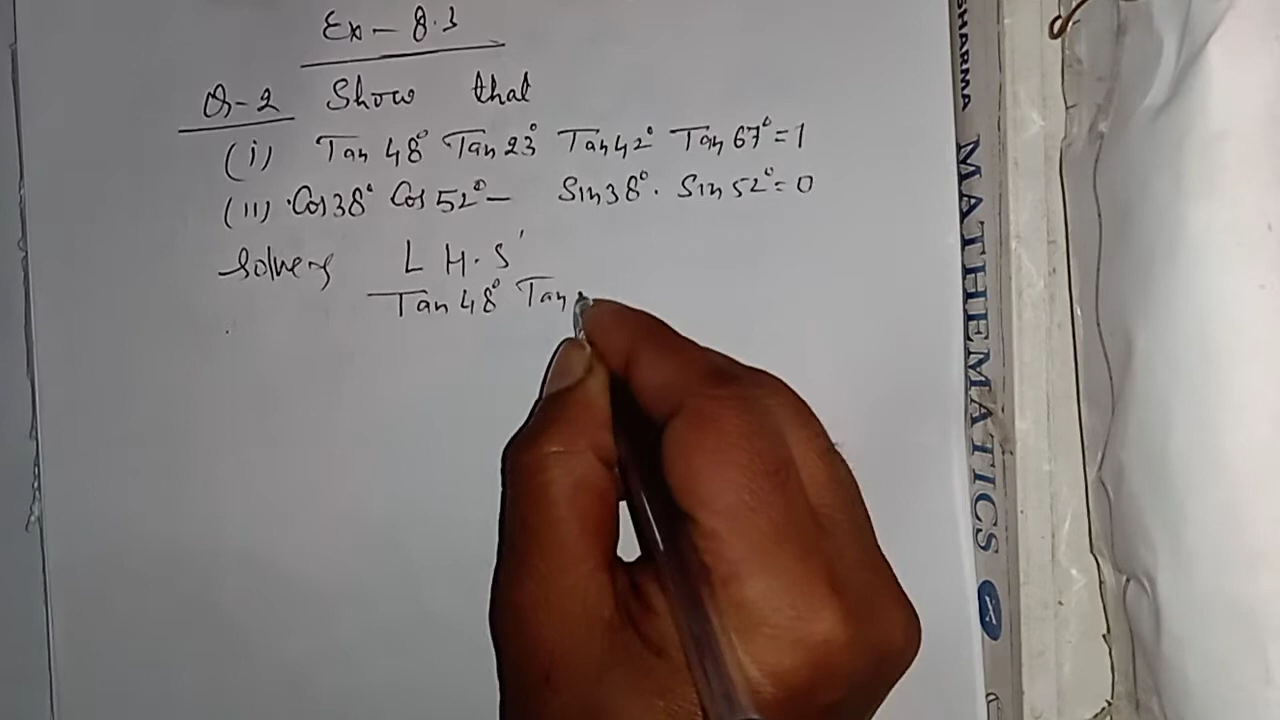 Ex - 8.3
Q-2 Show that
(i) Tan 48° Tan 23° Tan 42° Tan 67° = 1
(ii) Cos 38° Cos 52° - Sin 38° . Sin 52° = 0
L H.S
Tan 48° Tan
SHARMA MATHEMATICS X